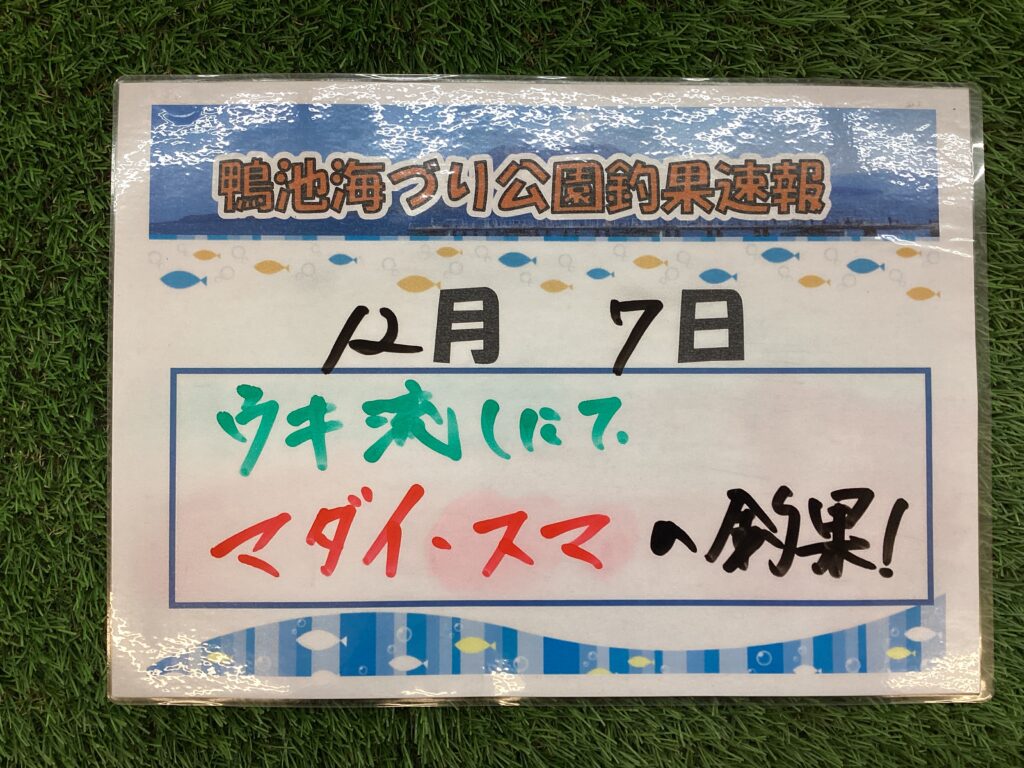 鴨池海づり公園釣果速報
12月 7日
ウキ流しにて、
マダイ・スマの釣果!